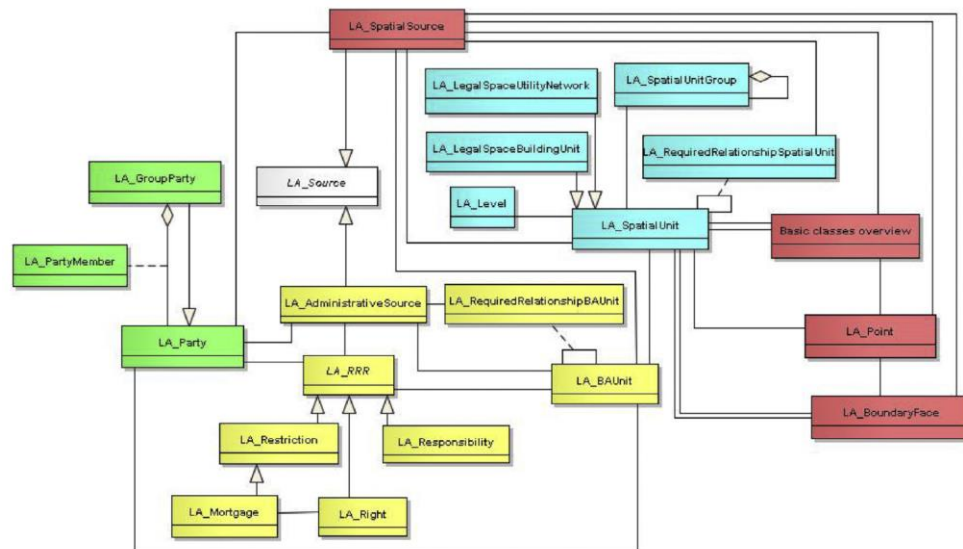 LA_SpatialSource
LA_LegalSpaceUtilityNetwork
LA_SpatialUnitGroup
LA_LegalSpaceBuildingUnit
LA_RequiredRelationshipSpatialUnit
LA_GroupParty
LA_Source
LA_Level
LA_SpatialUnit
Basic classes overview
LA_PartyMember
LA_AdministrativeSource
LA_RequiredRelationshipBAUnit
LA_Party
LA_Point
LA_RRR
LA_BAUnit
LA_BoundaryFace
LA_Restriction
LA_Responsibility
LA_Mortgage
LA_Right